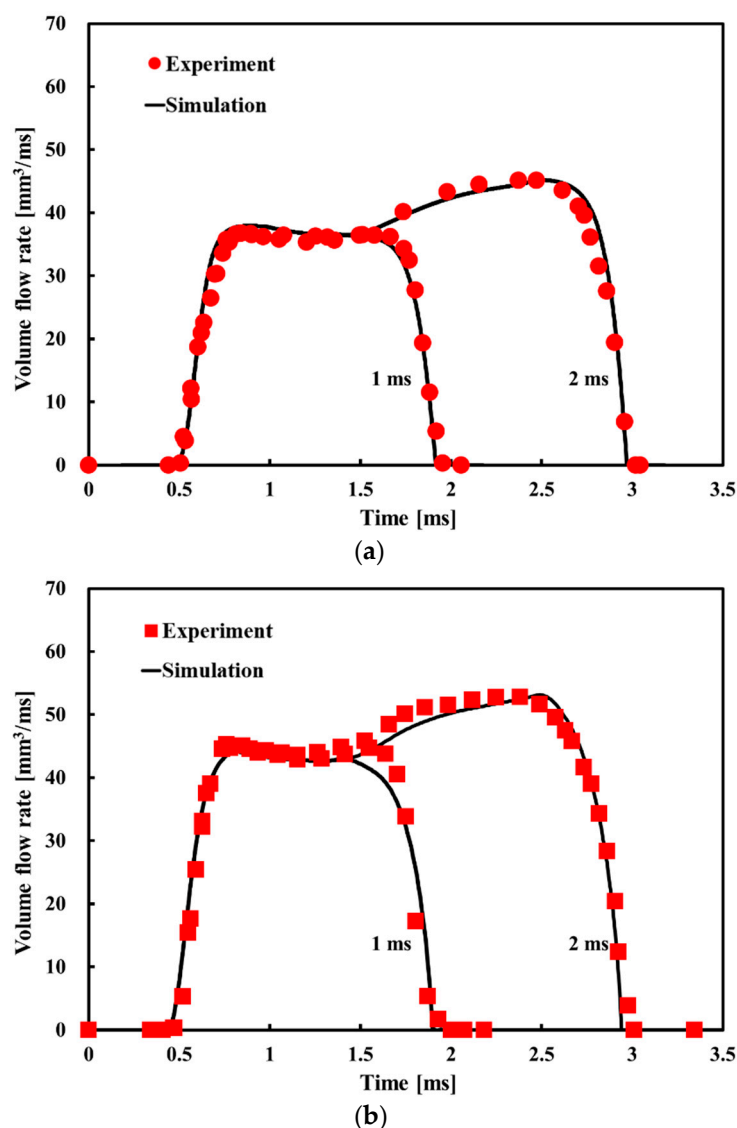 70
60
50
40
30
20
10
0
Volume flow rate [mm³/ms]
Experiment
Simulation
1 ms
2 ms
0 0.5 1 1.5 2 2.5 3 3.5
Time [ms]
(a)
70
60
50
40
30
20
10
0
Volume flow rate [mm³/ms]
Experiment
Simulation
1 ms
2 ms
0 0.5 1 1.5 2 2.5 3 3.5
Time [ms]
(b)